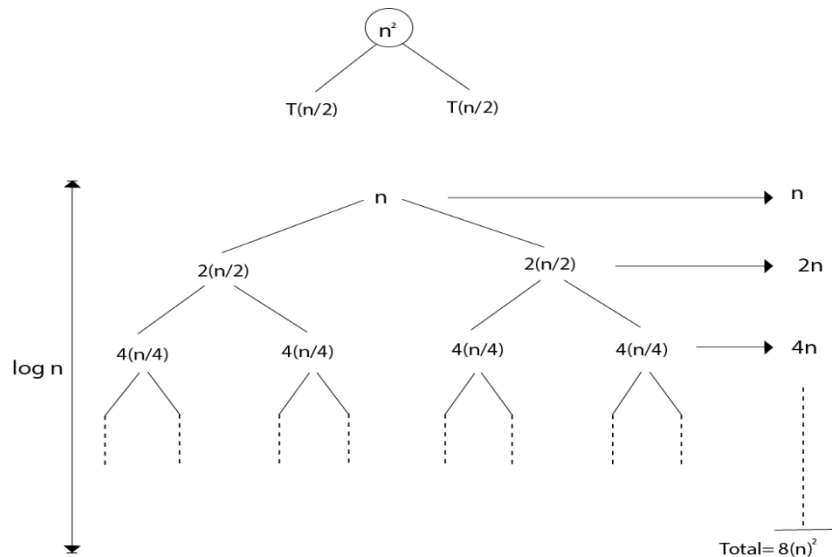 n²
T(n/2) T(n/2)
n n
2(n/2) 2(n/2) 2n
log n 4(n/4) 4(n/4) 4(n/4) 4(n/4) 4n
Total= 8(n)²